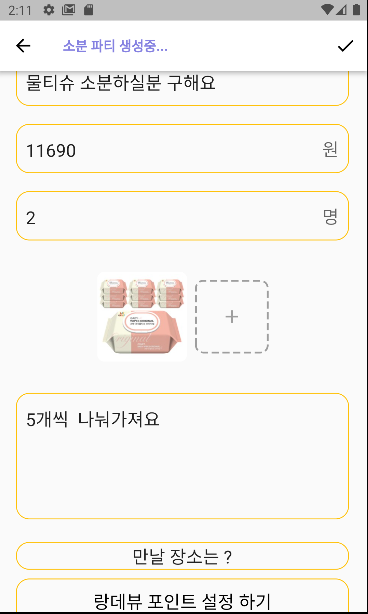 2:11
소분 파티 생성중...
물티슈 소분하실분 구해요
11690 원
2 명
5개씩 나눠가져요
만날 장소는 ?
랑데뷰 포인트 설정 하기